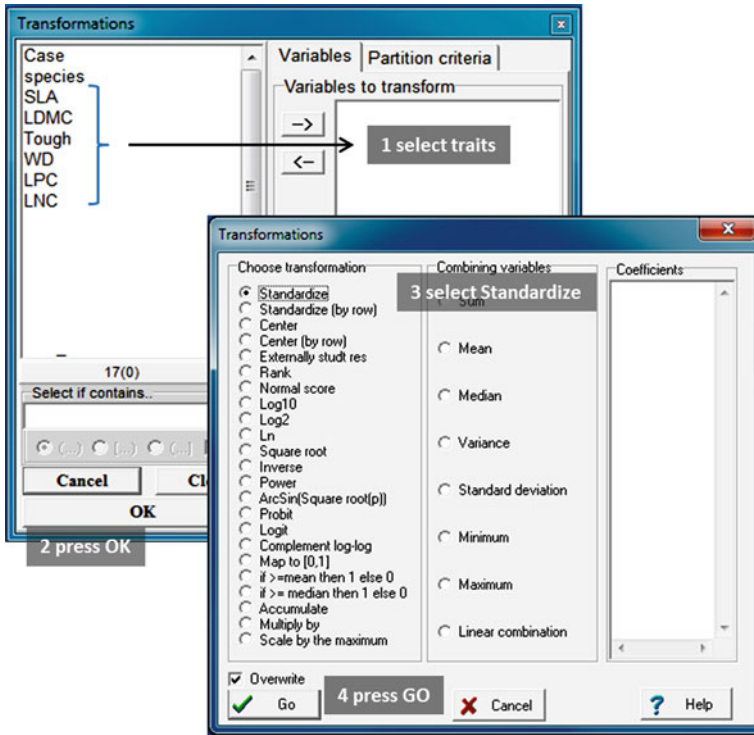 Transformations
x
Case
species
SLA
LDMC
Tough
WD
LPC
LNC
17(0)
Select if contains..
(...) [...) (...]
Cancel
OK
2 press OK
Variables
Partition criteria
Variables to transform
-->
<--
1 select traits
Transformations
x
Choose transformation
Standardize
Standardize (by row)
Center
Center (by row)
Externally studt res
Rank
Normal score
Log10
Log2
Ln
Square root
Inverse
Power
ArcSin(Square root(p))
Probit
Logit
Complement log-log
Map to [0,1]
if >=mean then 1 else 0
if >= median then 1 else 0
Accumulate
Multiply by
Scale by the maximum
Combining variables
3 select Standardize
Sum
Mean
Median
Variance
Standard deviation
Minimum
Maximum
Linear combination
Coefficients
Overwrite
Go
4 press GO
Cancel
? Help